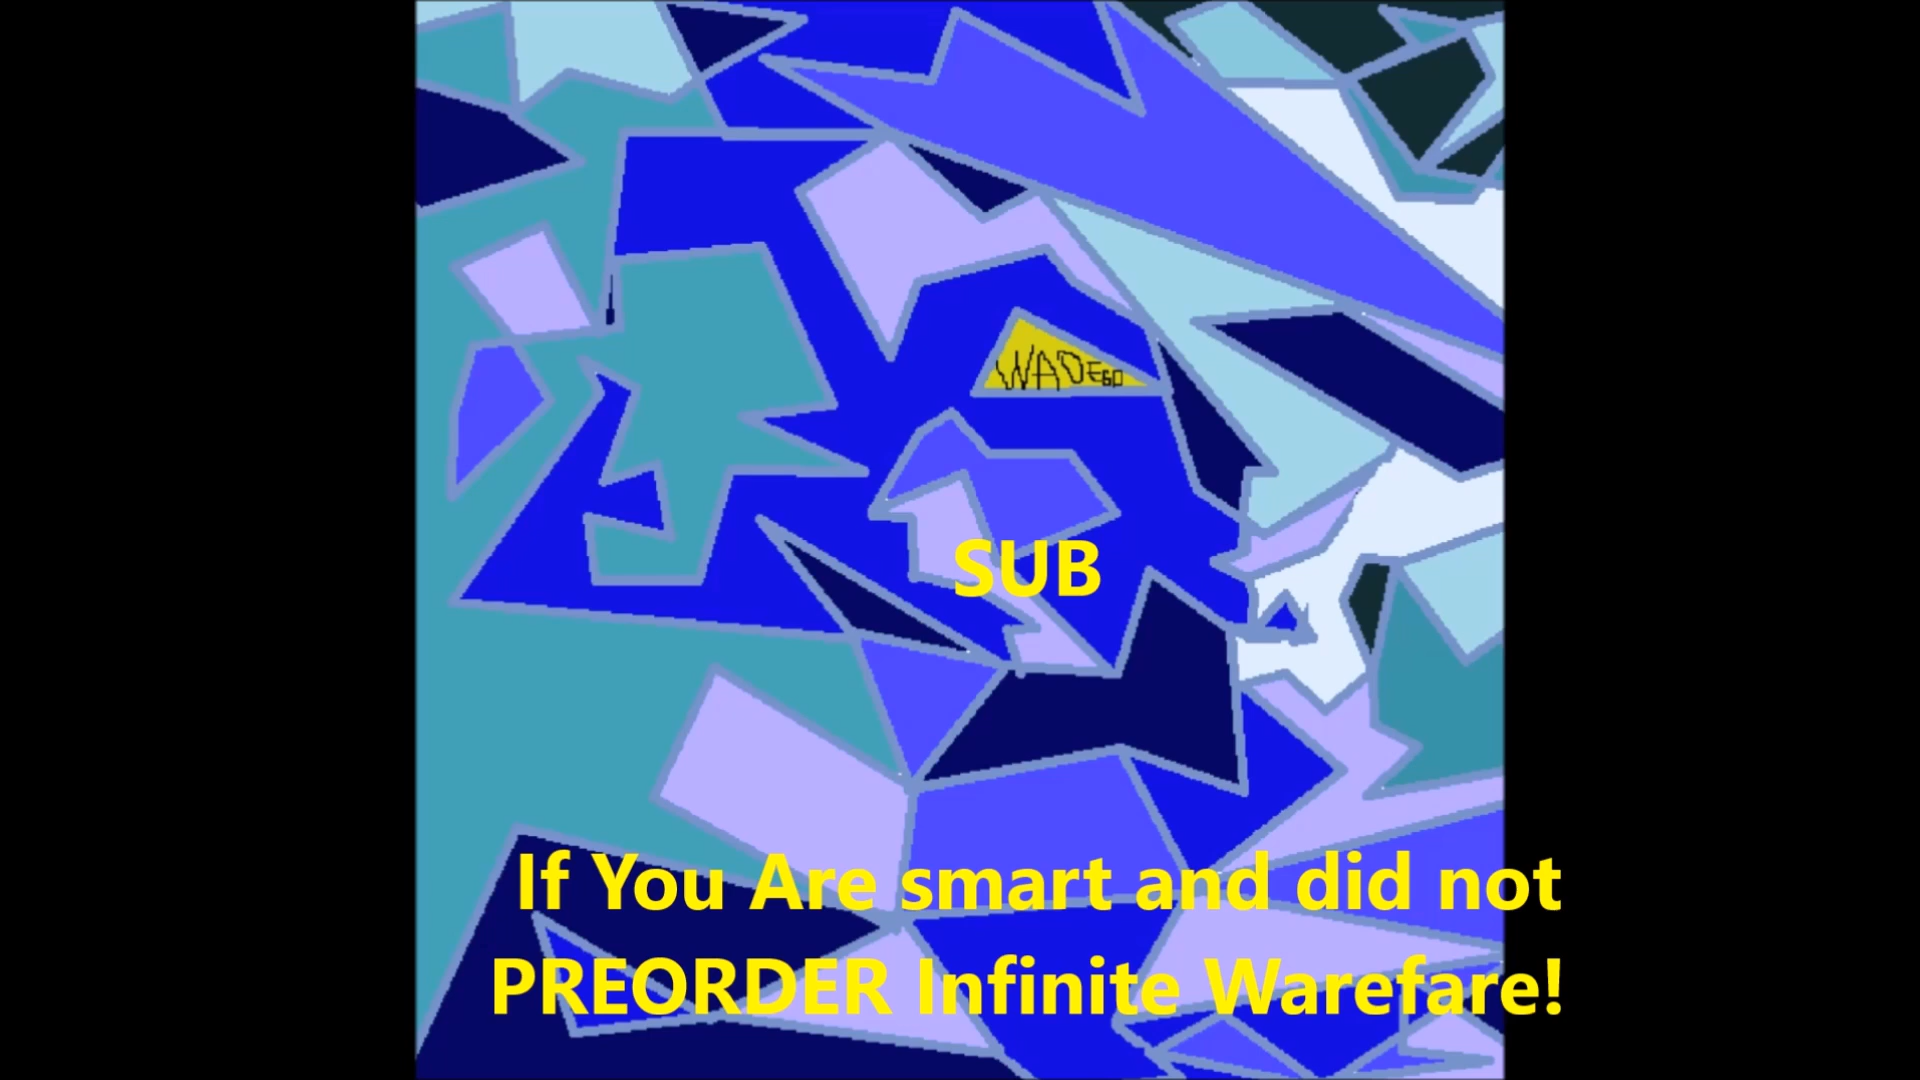 WADE60
SUB
If You Are smart and did not
PREORDER Infinite Warefare!